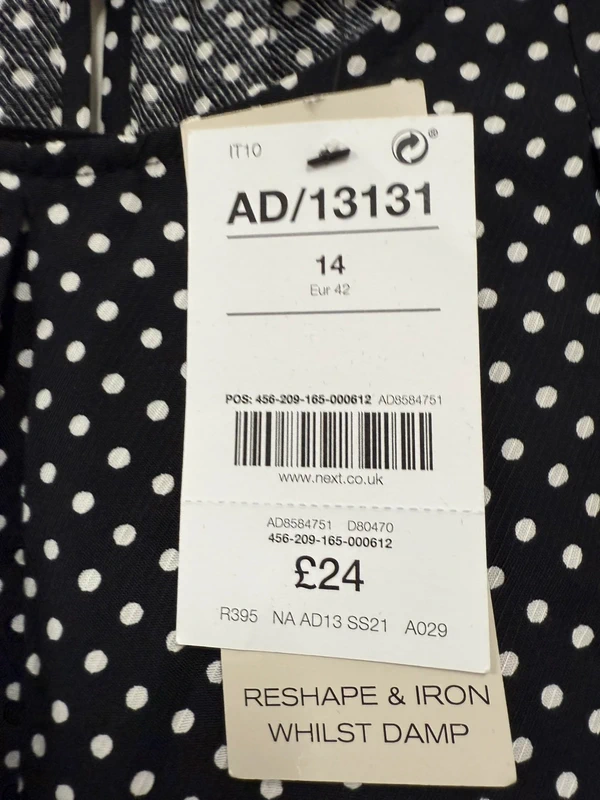 IT10
®
AD/13131
14
Eur 42
POS: 456-209-165-000612 AD8584751
www.next.co.uk
AD8584751 D80470
456-209-165-000612
£24
R395 NA AD13 SS21 A029
RESHAPE & IRON
WHILST DAMP